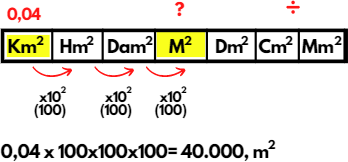 0,04 ? ÷
Km² Hm² Dam² M² Dm² Cm² Mm²
x10² x10² x10²
(100) (100) (100)
0,04 x 100x100x100= 40.000, m²